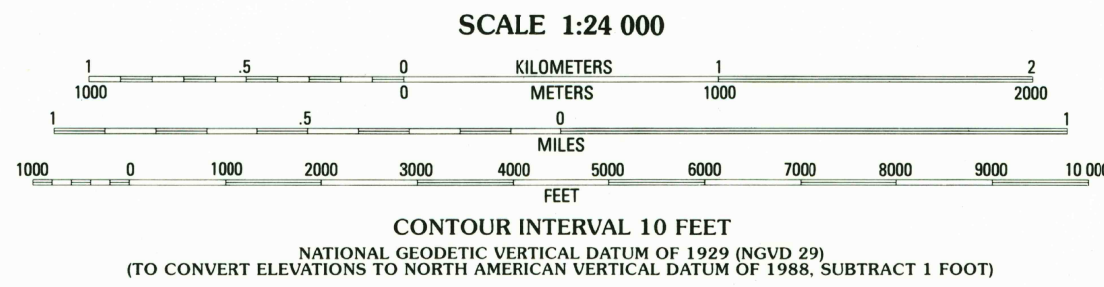 SCALE 1:24 000
1 .5 0 KILOMETERS 1 2
1000 0 METERS 1000 2000
1 .5 0 1
MILES
1000 0 1000 2000 3000 4000 5000 6000 7000 8000 9000 10 000
FEET
CONTOUR INTERVAL 10 FEET
NATIONAL GEODETIC VERTICAL DATUM OF 1929 (NGVD 29)
(TO CONVERT ELEVATIONS TO NORTH AMERICAN VERTICAL DATUM OF 1988, SUBTRACT 1 FOOT)